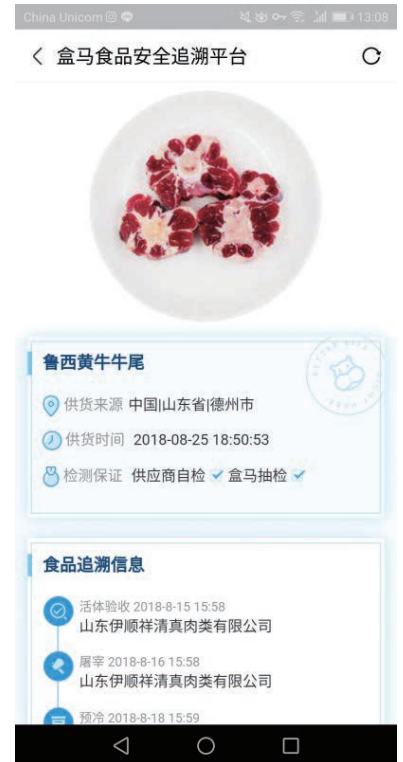 China Unicom 13:08
盒马食品安全追溯平台
鲁西黄牛牛尾
供货来源 中国|山东省|德州市
供货时间 2018-08-25 18:50:53
检测保证 供应商自检 盒马抽检
食品追溯信息
活体验收 2018-8-15 15:58
山东伊顺祥清真肉类有限公司
屠宰 2018-8-16 15:58
山东伊顺祥清真肉类有限公司
预冷 2018-8-18 15:59